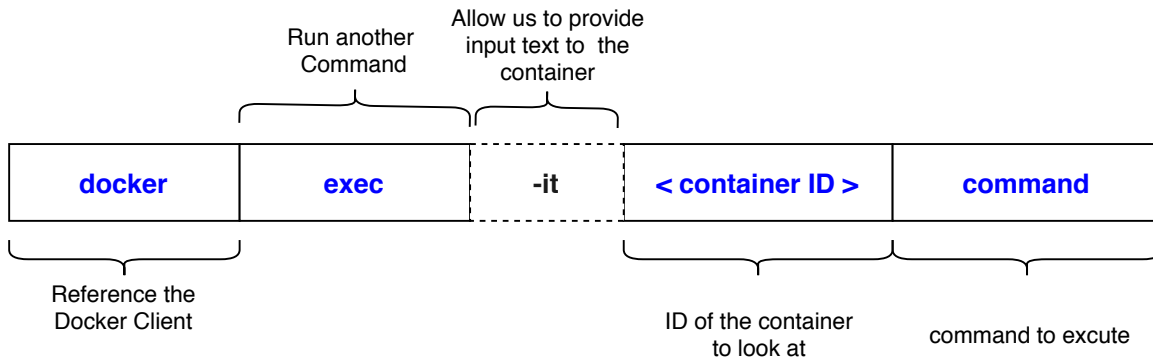 Allow us to provide
input text to the
container
Run another
Command
docker
exec
-it
< container ID >
command
Reference the
Docker Client
ID of the container
to look at
command to excute